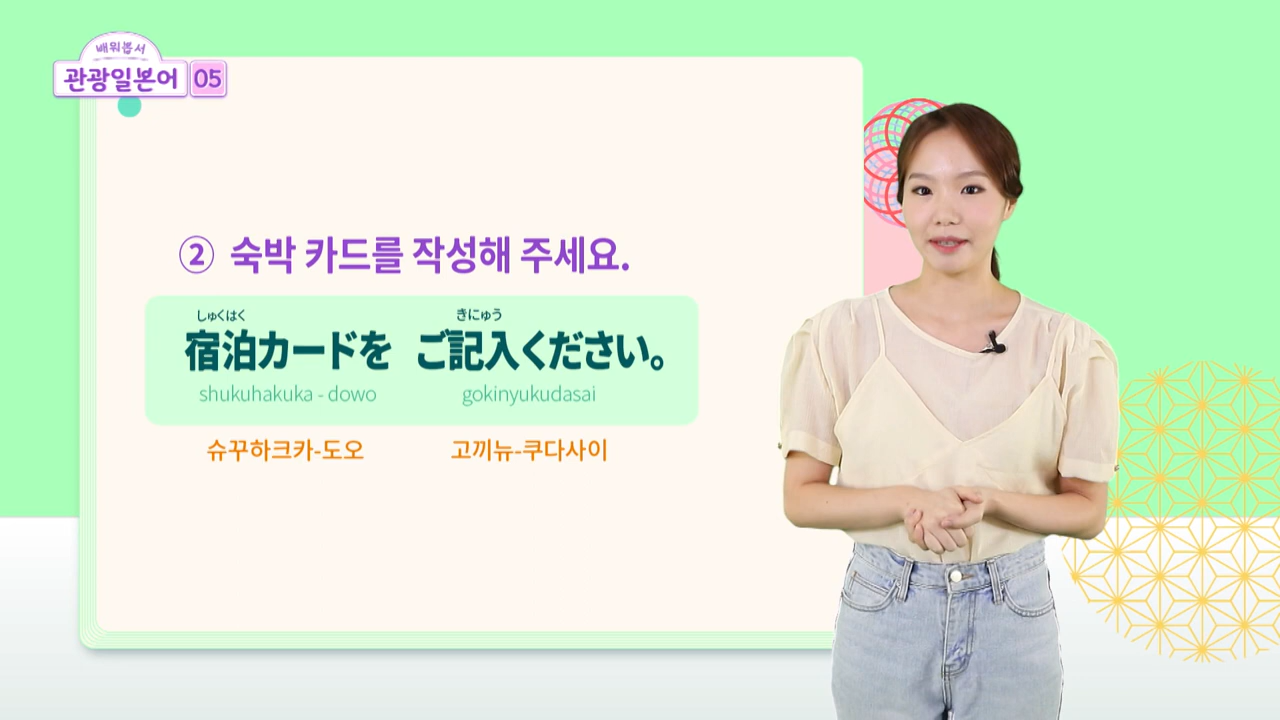 배워봅서
관광일본어 05
② 숙박 카드를 작성해 주세요.
しゅくはく きにゅう
宿泊カードを ご記入ください。
shukuhakuka - dowo gokinyukudasai
슈꾸하크카-도오 고끼뉴-쿠다사이